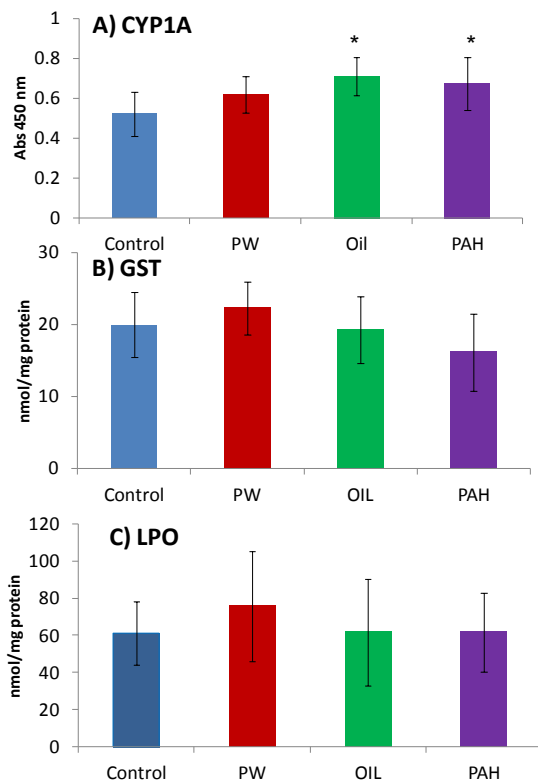 A) CYP1A
* *
Abs 450 nm
1
0.8
0.6
0.4
0.2
0
Control PW Oil PAH
B) GST
nmol/mg protein
30
20
10
0
Control PW OIL PAH
C) LPO
nmol/mg protein
120
100
80
60
40
20
0
Control PW OIL PAH